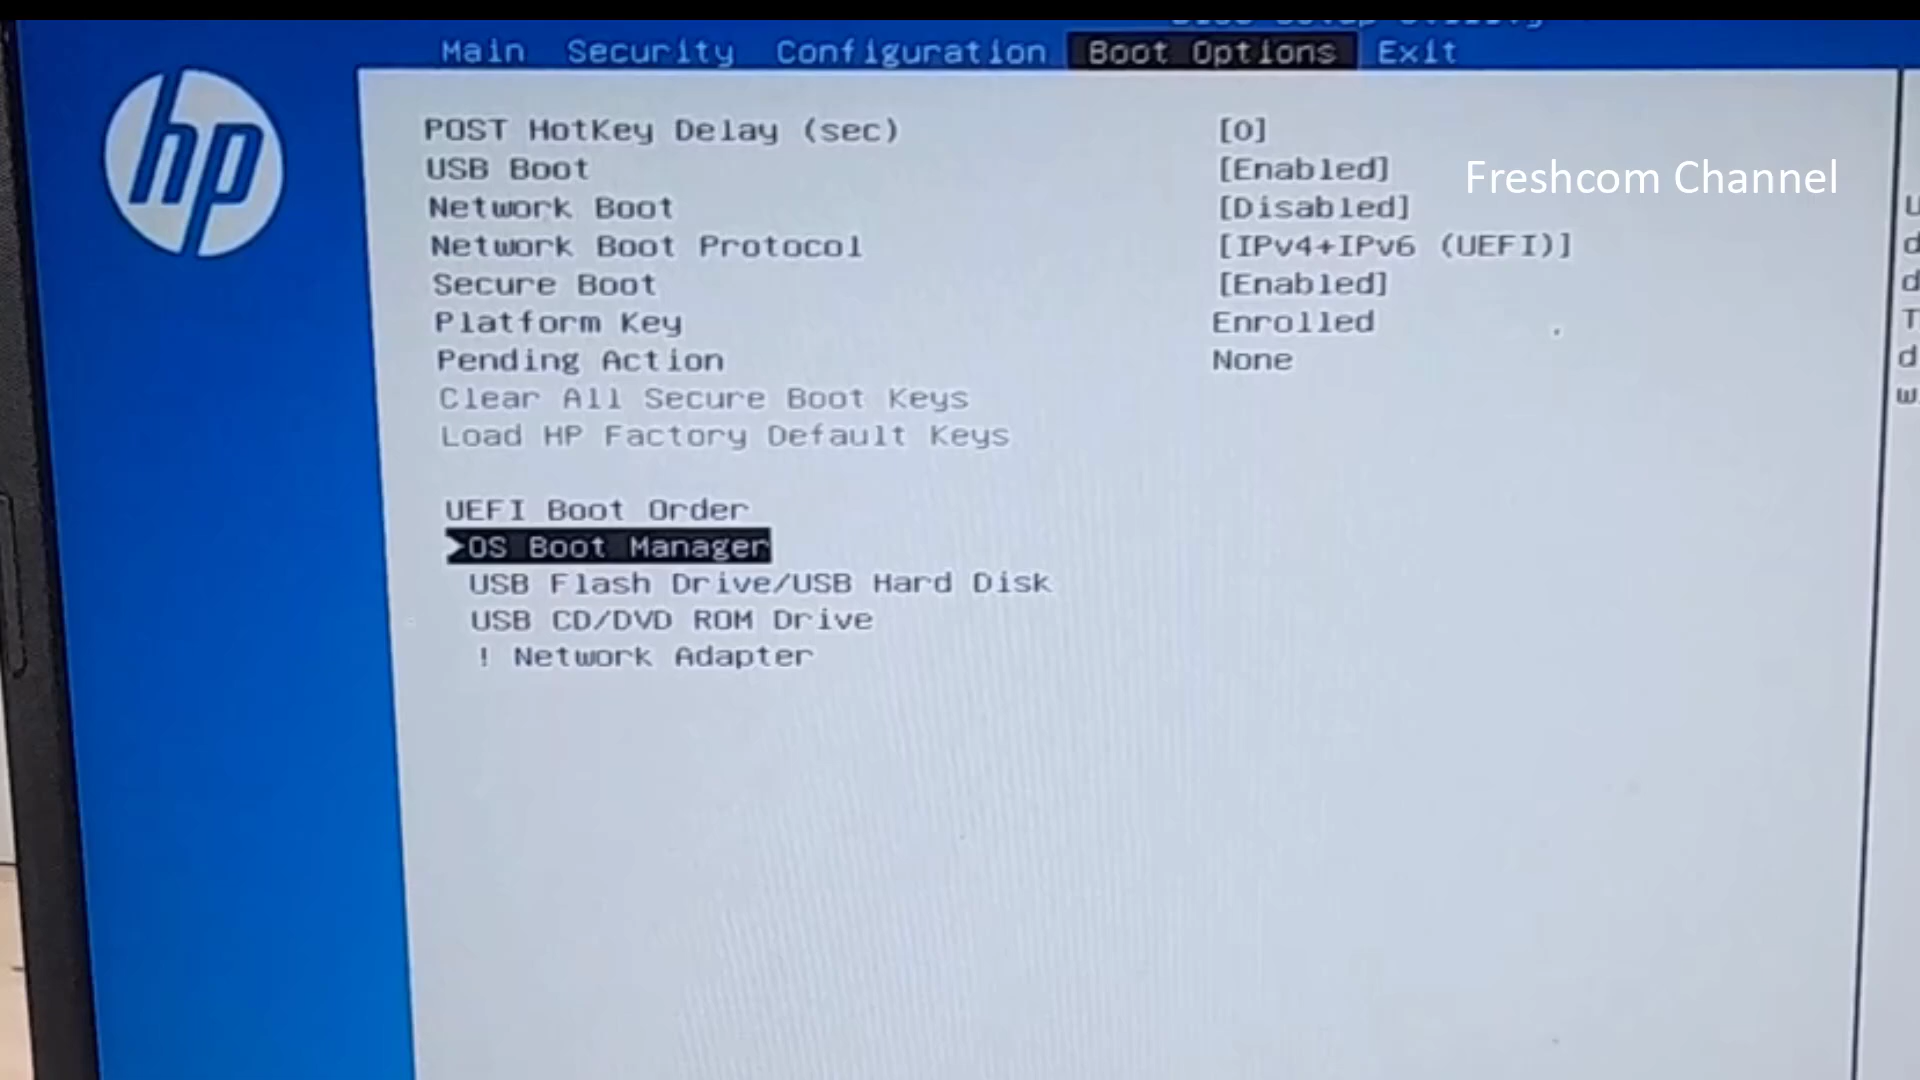 Main Security Configuration Boot Options Exit
hp
POST HotKey Delay (sec) [0]
USB Boot [Enabled]
Freshcom Channel
Network Boot [Disabled]
Network Boot Protocol [IPv4+IPv6 (UEFI)]
Secure Boot [Enabled]
Platform Key Enrolled
Pending Action None
Clear All Secure Boot Keys
Load HP Factory Default Keys
UEFI Boot Order
►OS Boot Manager
USB Flash Drive/USB Hard Disk
USB CD/DVD ROM Drive
! Network Adapter